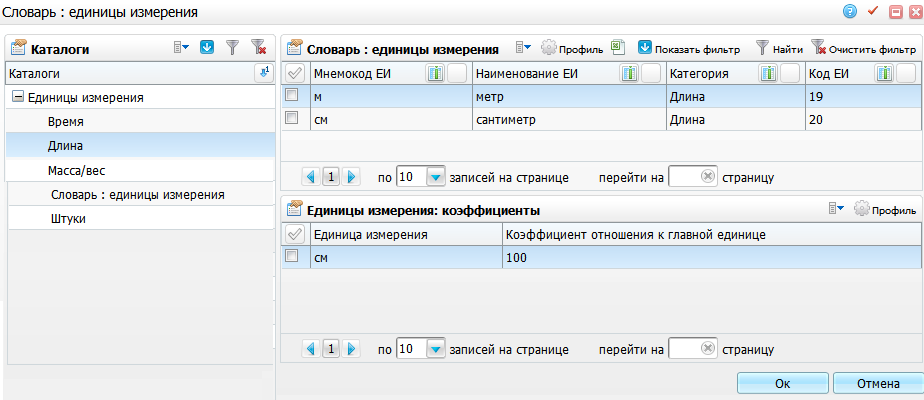 Словарь : единицы измерения
Каталоги
Каталоги
Единицы измерения
Время
Длина
Масса/вес
Словарь : единицы измерения
Штуки
Словарь : единицы измерения Профиль Показать фильтр Найти Очистить фильтр
Мнемокод ЕИ Наименование ЕИ Категория Код ЕИ
м метр Длина 19
см сантиметр Длина 20
1 по 10 записей на странице перейти на страницу
Единицы измерения: коэффициенты Профиль
Единица измерения Коэффициент отношения к главной единице
см 100
1 по 10 записей на странице перейти на страницу
Ок Отмена